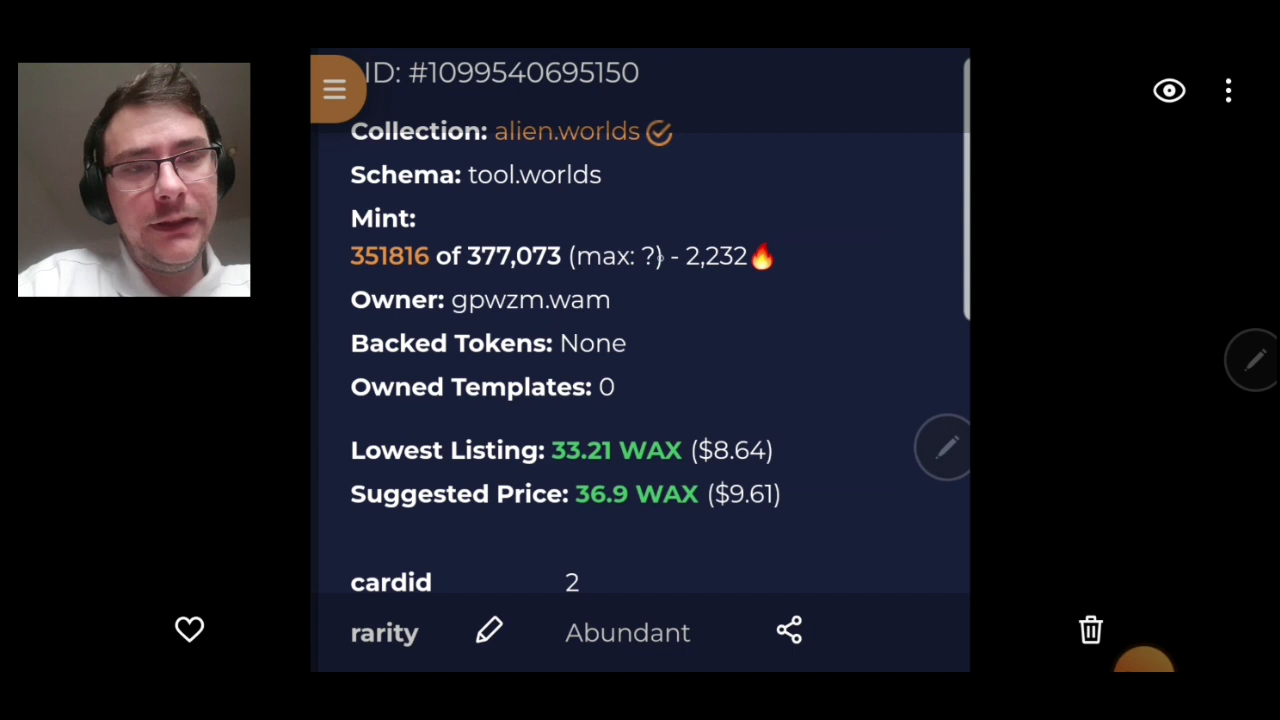 ID: #1099540695150
Collection: alien.worlds
Schema: tool.worlds
Mint:
351816 of 377,073 (max: ?) - 2,232🔥
Owner: gpwzm.wam
Backed Tokens: None
Owned Templates: 0
Lowest Listing: 33.21 WAX ($8.64)
Suggested Price: 36.9 WAX ($9.61)
cardid 2
rarity Abundant